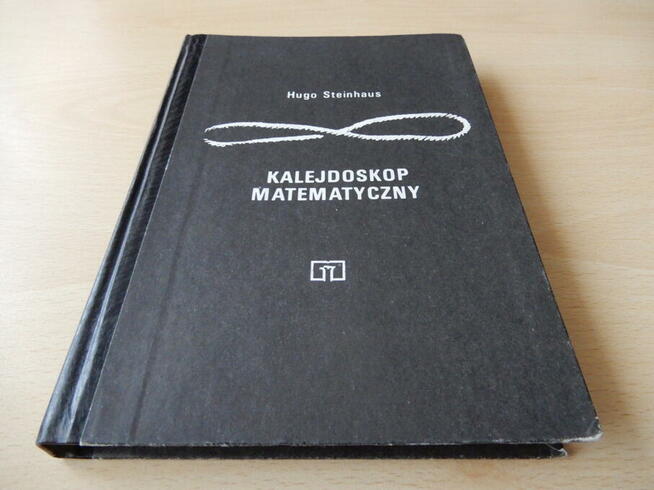 Hugo Steinhaus
KALEJDOSKOP
MATEMATYCZNY